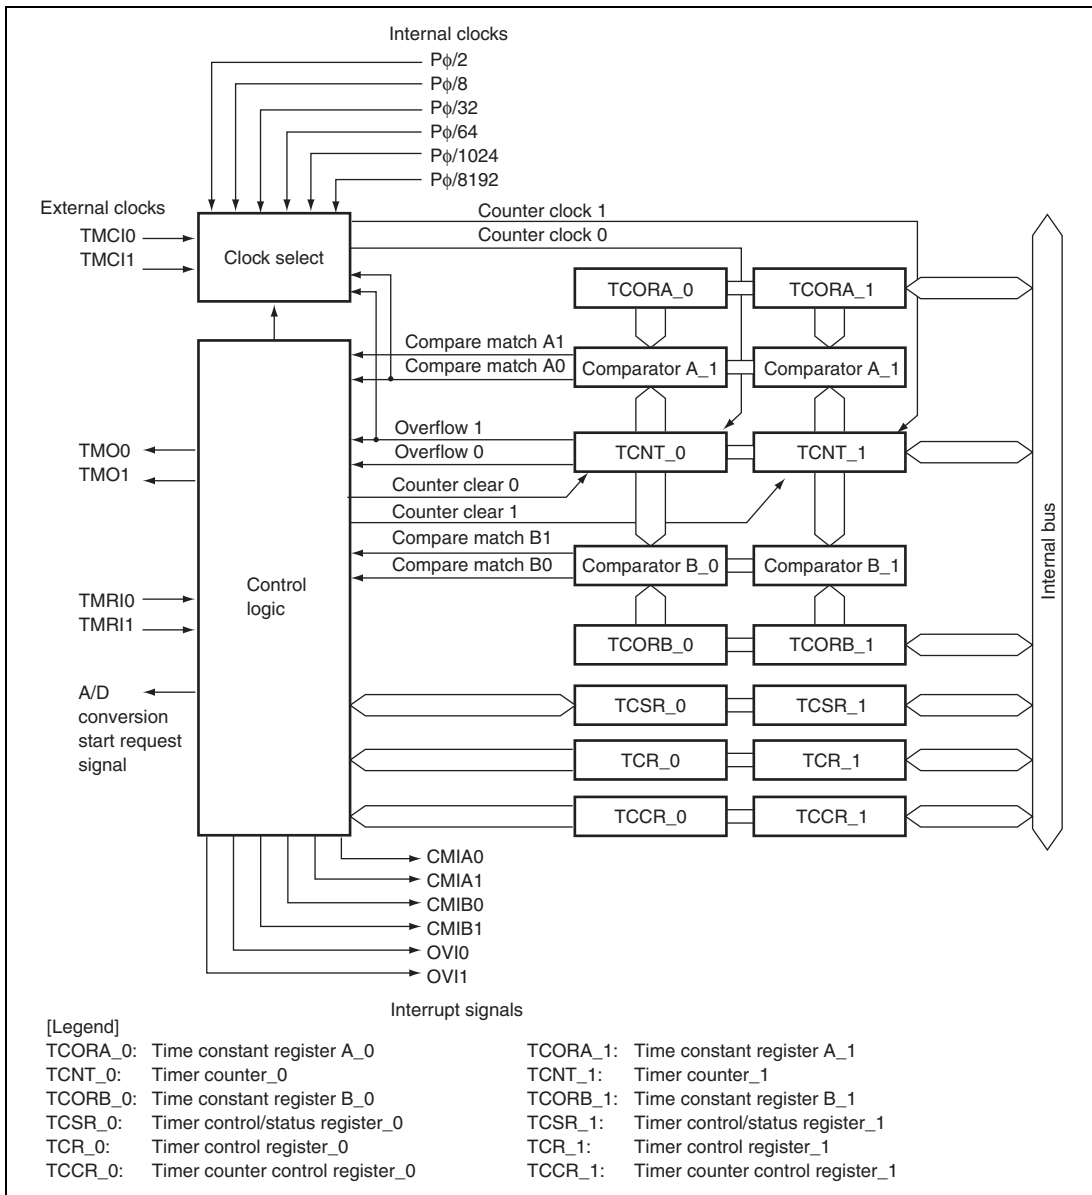 Internal clocks
Pϕ/2
Pϕ/8
Pϕ/32
Pϕ/64
Pϕ/1024
Pϕ/8192
External clocks
TMCI0
TMCI1
Clock select
Counter clock 1
Counter clock 0
TCORA_0
TCORA_1
Compare match A1
Compare match A0
Comparator A_1
Comparator A_1
Overflow 1
Overflow 0
TCNT_0
TCNT_1
Counter clear 0
Counter clear 1
Compare match B1
Compare match B0
Comparator B_0
Comparator B_1
TMO0
TMO1
Control
logic
TMRI0
TMRI1
TCORB_0
TCORB_1
A/D
conversion
start request
signal
TCSR_0
TCSR_1
TCR_0
TCR_1
TCCR_0
TCCR_1
Internal bus
CMIA0
CMIA1
CMIB0
CMIB1
OVI0
OVI1
Interrupt signals
[Legend]
TCORA_0: Time constant register A_0
TCNT_0: Timer counter_0
TCORB_0: Time constant register B_0
TCSR_0: Timer control/status register_0
TCR_0: Timer control register_0
TCCR_0: Timer counter control register_0
TCORA_1: Time constant register A_1
TCNT_1: Timer counter_1
TCORB_1: Time constant register B_1
TCSR_1: Timer control/status register_1
TCR_1: Timer control register_1
TCCR_1: Timer counter control register_1